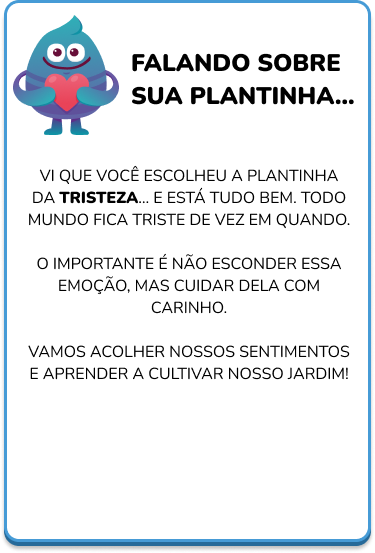 FALANDO SOBRE
SUA PLANTINHA...
VI QUE VOCÊ ESCOLHEU A PLANTINHA
DA TRISTEZA... E ESTÁ TUDO BEM. TODO
MUNDO FICA TRISTE DE VEZ EM QUANDO.
O IMPORTANTE É NÃO ESCONDER ESSA
EMOÇÃO, MAS CUIDAR DELA COM
CARINHO.
VAMOS ACOLHER NOSSOS SENTIMENTOS
E APRENDER A CULTIVAR NOSSO JARDIM!